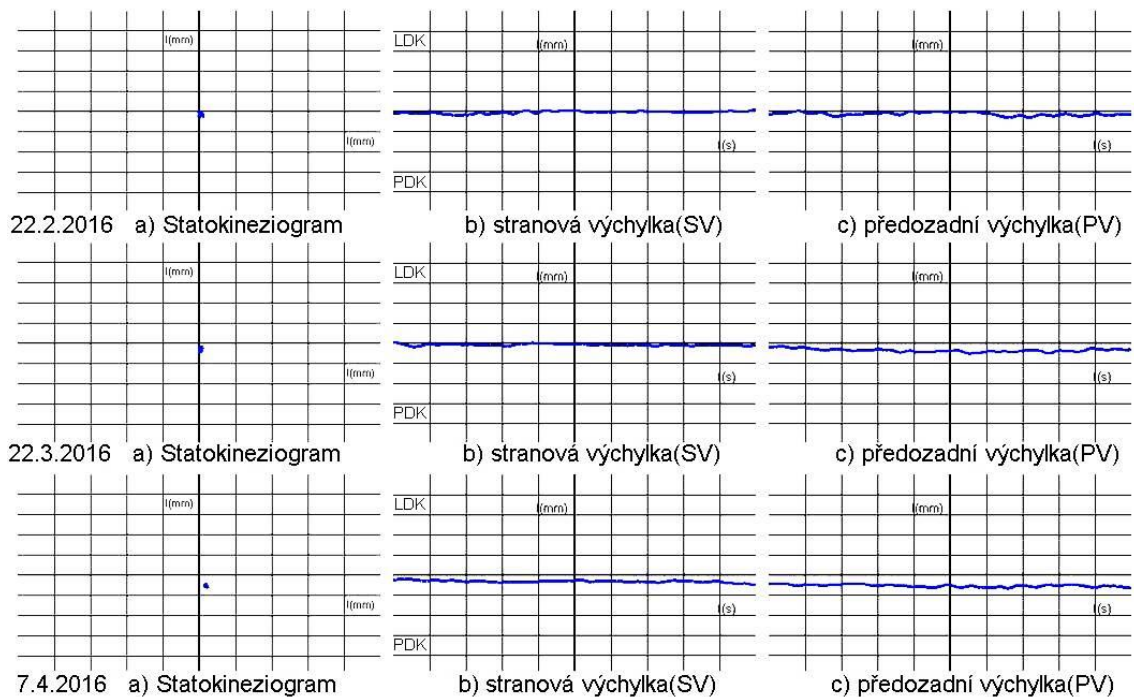 l(mm)
l(mm)
LDK
l(mm)
l(s)
PDK
l(mm)
l(s)
22.2.2016 a) Statokineziogram b) stranová výchylka(SV) c) předozadní výchylka(PV)
l(mm)
l(mm)
LDK
l(mm)
l(s)
PDK
l(mm)
l(s)
22.3.2016 a) Statokineziogram b) stranová výchylka(SV) c) předozadní výchylka(PV)
l(mm)
l(mm)
LDK
l(mm)
l(s)
PDK
l(mm)
l(s)
7.4.2016 a) Statokineziogram b) stranová výchylka(SV) c) předozadní výchylka(PV)